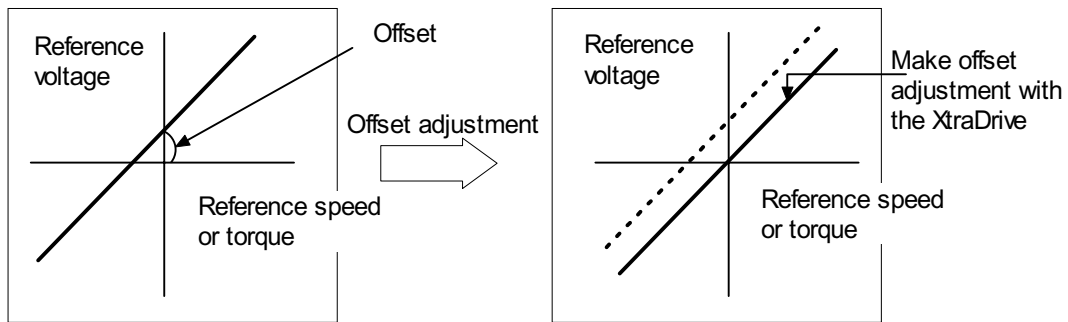 Reference
voltage
Offset
Reference speed
or torque
Offset adjustment
Reference
voltage
Make offset
adjustment with
the XtraDrive
Reference speed
or torque